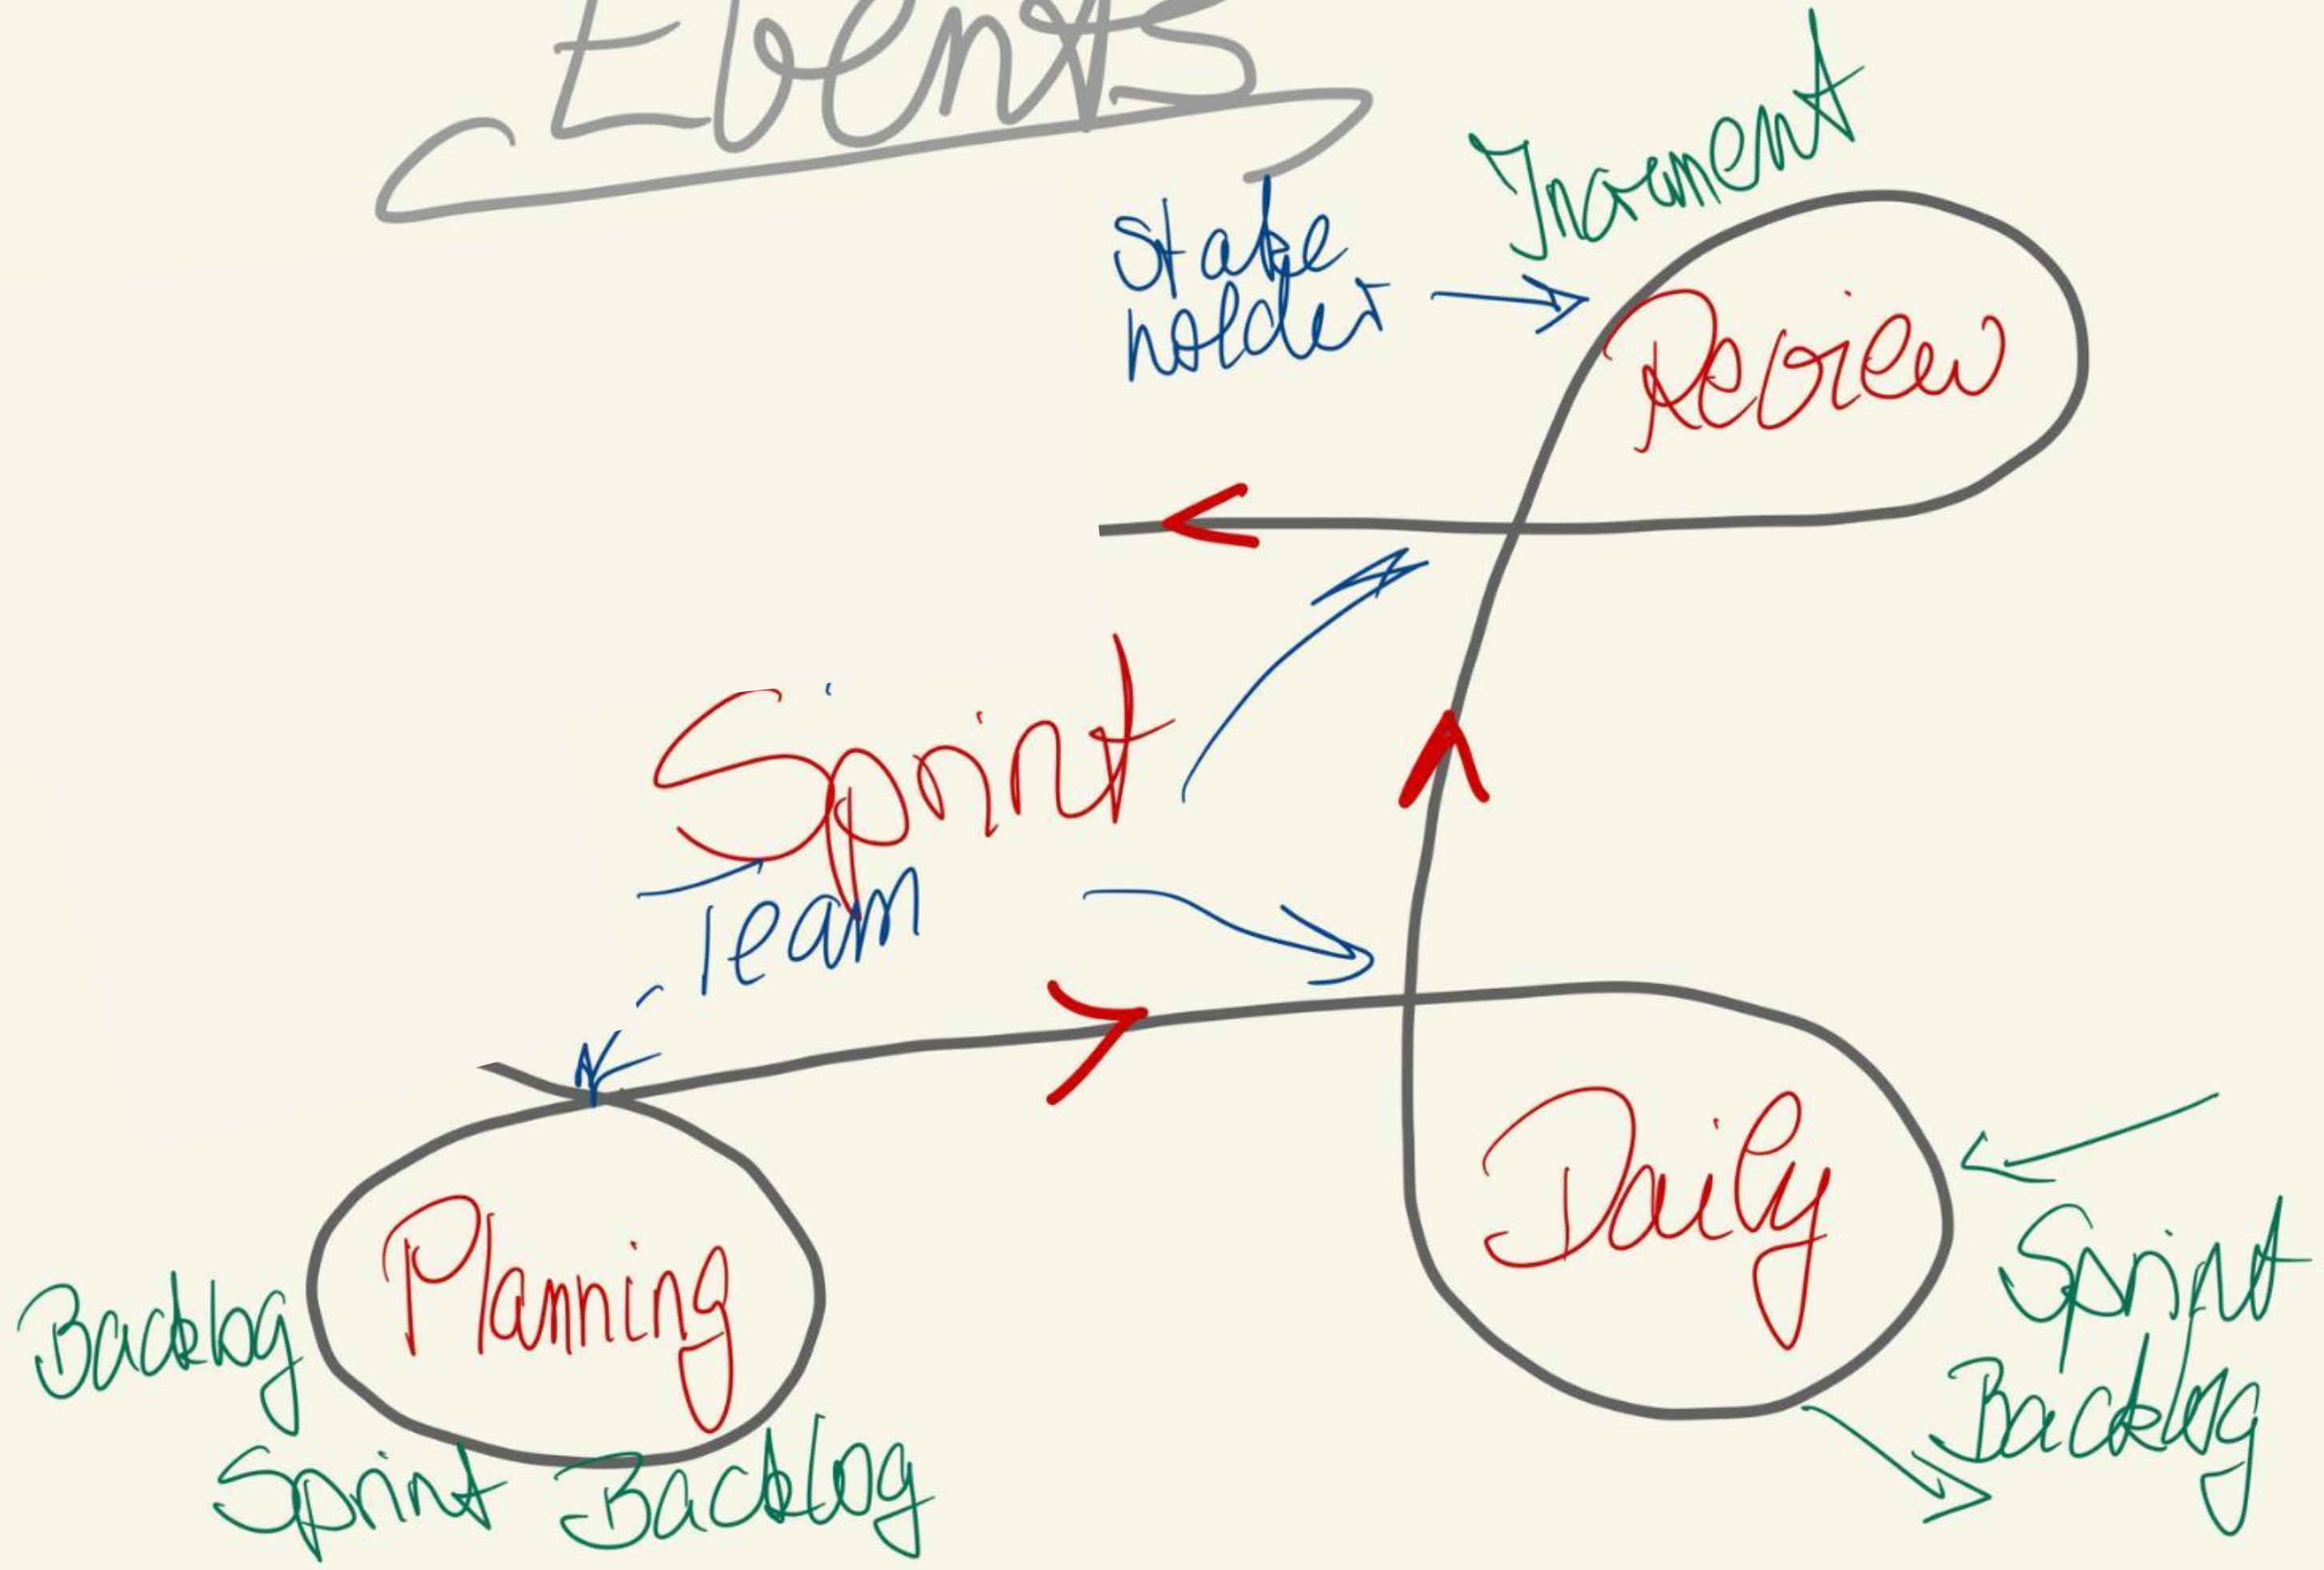 Events
Increment
Stake
holder
Review
Sprint
Team
Daily
Planning
Sprint
Backlog
Backlog
Sprint Backlog